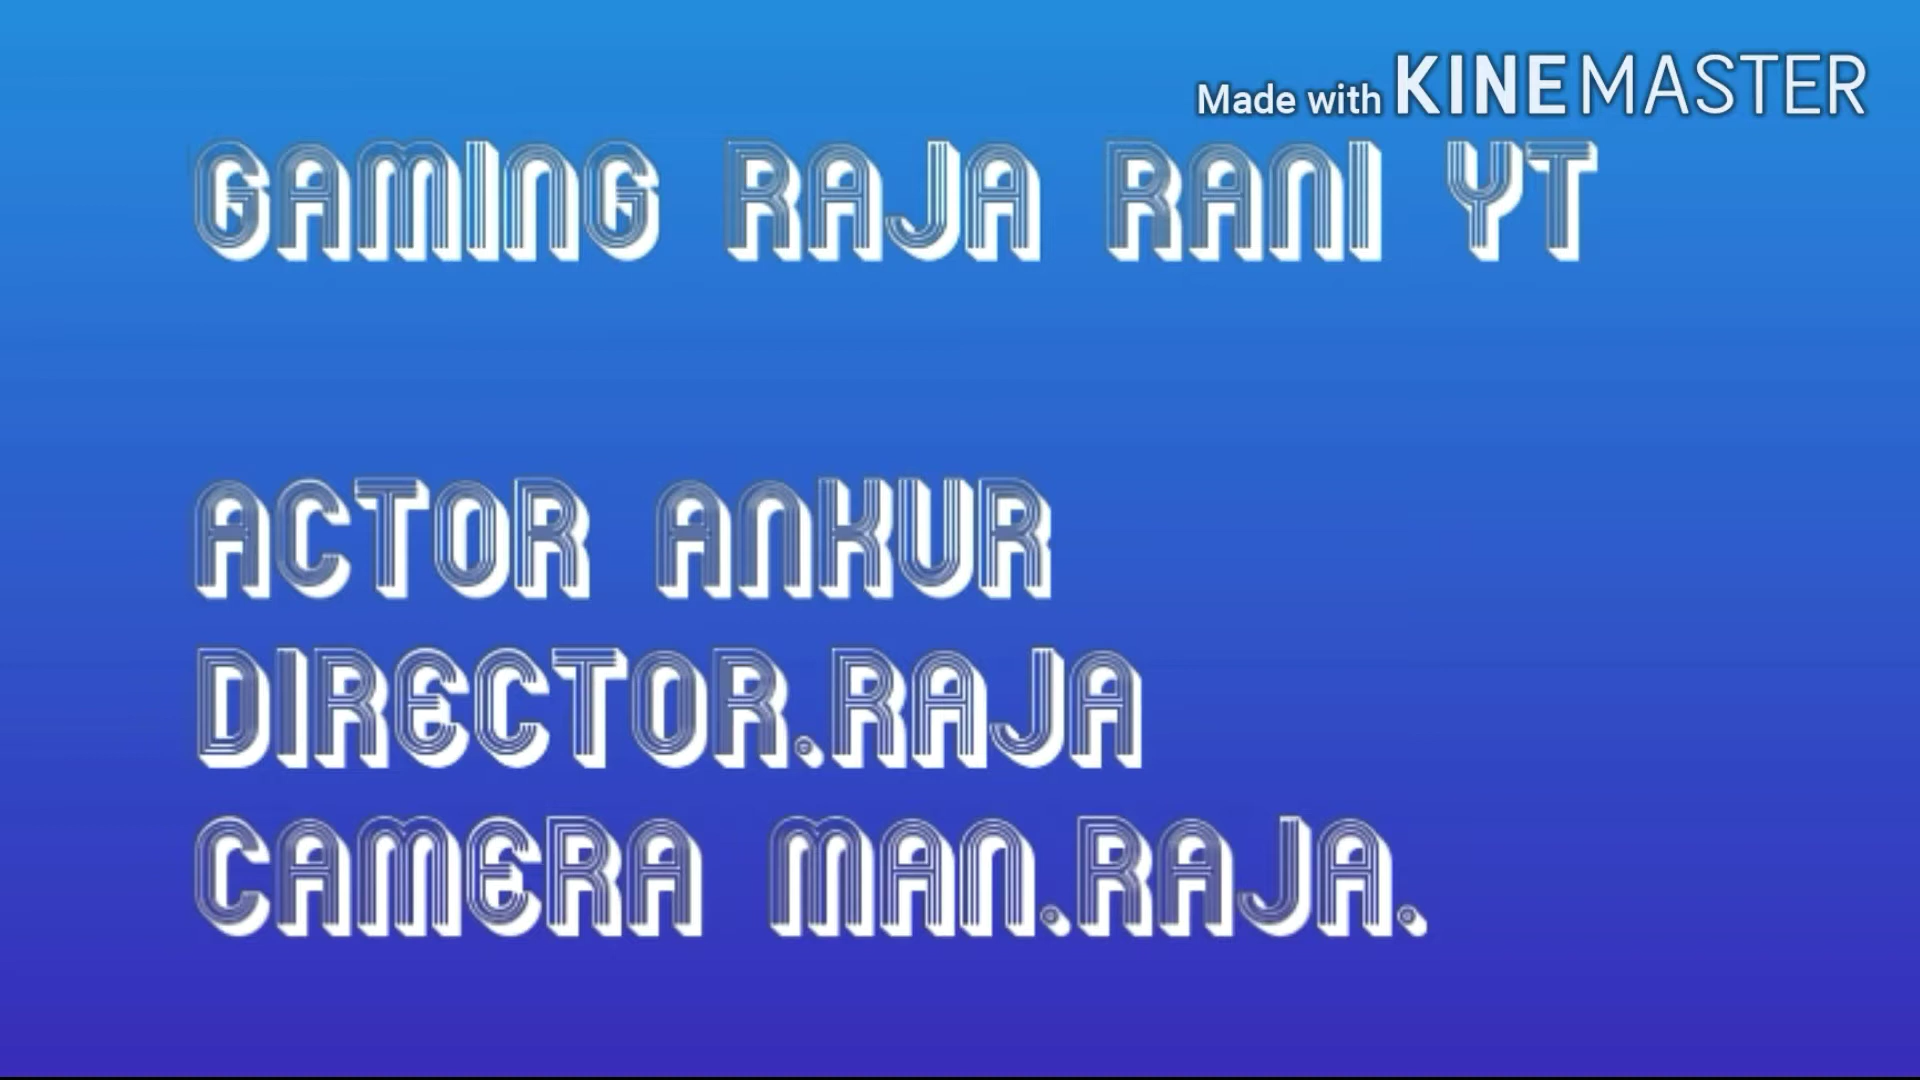 Made with KINEMASTER
GAMING RAJA RANI YT
ACTOR ANKUR
DIRECTOR.RAJA
CAMERA MAN.RAJA.